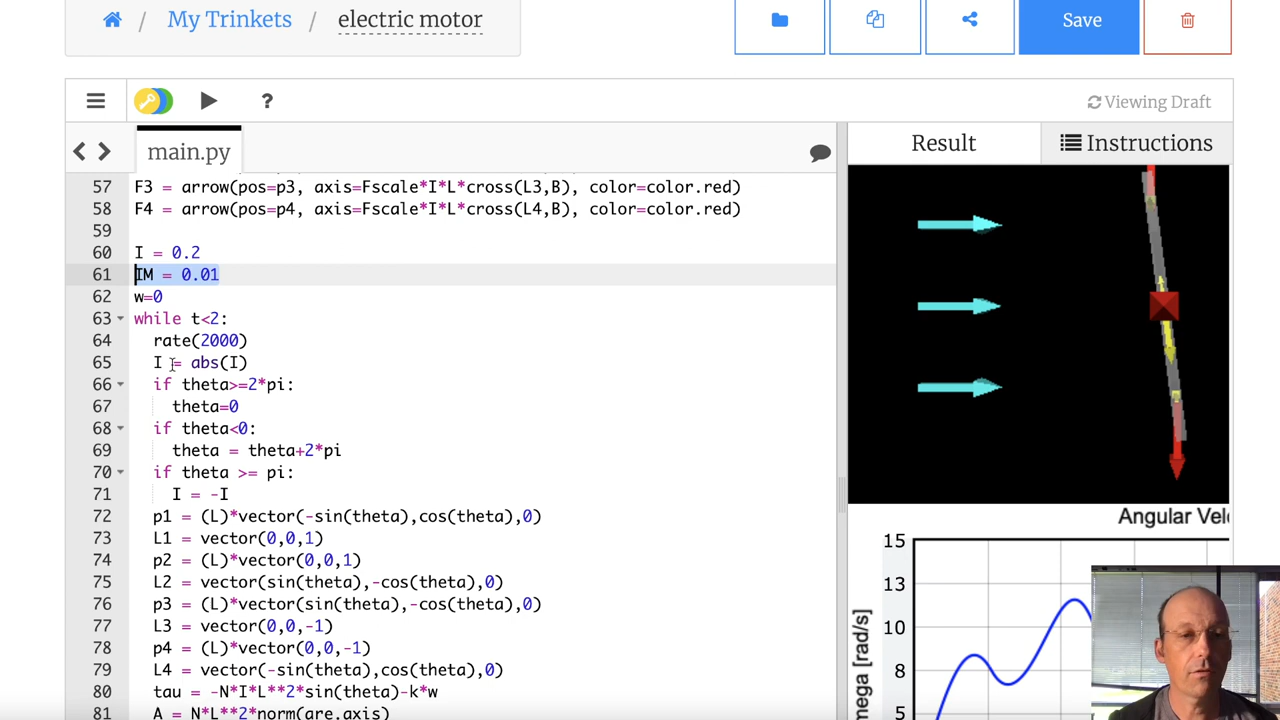 / My Trinkets / electric motor
Save
?
Viewing Draft
main.py
Result
Instructions
57 F3 = arrow(pos=p3, axis=Fscale*I*L*cross(L3,B), color=color.red)
58 F4 = arrow(pos=p4, axis=Fscale*I*L*cross(L4,B), color=color.red)
59
60 I = 0.2
61 IM = 0.01
62 w=0
63 while t<2:
64 rate(2000)
65 I = abs(I)
66 if theta>=2*pi:
67 theta=0
68 if theta<0:
69 theta = theta+2*pi
70 if theta >= pi:
71 I = -I
72 p1 = (L)*vector(-sin(theta),cos(theta),0)
73 L1 = vector(0,0,1)
74 p2 = (L)*vector(0,0,1)
75 L2 = vector(sin(theta),-cos(theta),0)
76 p3 = (L)*vector(sin(theta),-cos(theta),0)
77 L3 = vector(0,0,-1)
78 p4 = (L)*vector(0,0,-1)
79 L4 = vector(-sin(theta),cos(theta),0)
80 tau = -N*I*L**2*sin(theta)-k*w
81 A = N*L**2*norm(are.axis)
Angular Vel
15
13
10
8
5
mega [rad/s]